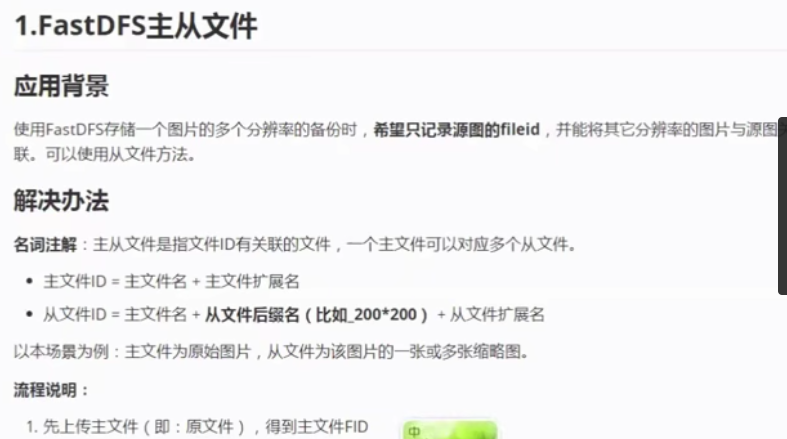 1.FastDFS主从文件
应用背景
使用FastDFS存储一个图片的多个分辨率的备份时，希望只记录源图的fileid，并能将其它分辨率的图片与源图
联。可以使用从文件方法。
解决办法
名词注解：主从文件是指文件ID有关联的文件，一个主文件可以对应多个从文件。
• 主文件ID = 主文件名 + 主文件扩展名
• 从文件ID = 主文件名 + 从文件后缀名（比如_200*200） + 从文件扩展名
以本场景为例：主文件为原始图片，从文件为该图片的一张或多张缩略图。
流程说明：
1. 先上传主文件（即：原文件），得到主文件FID
中